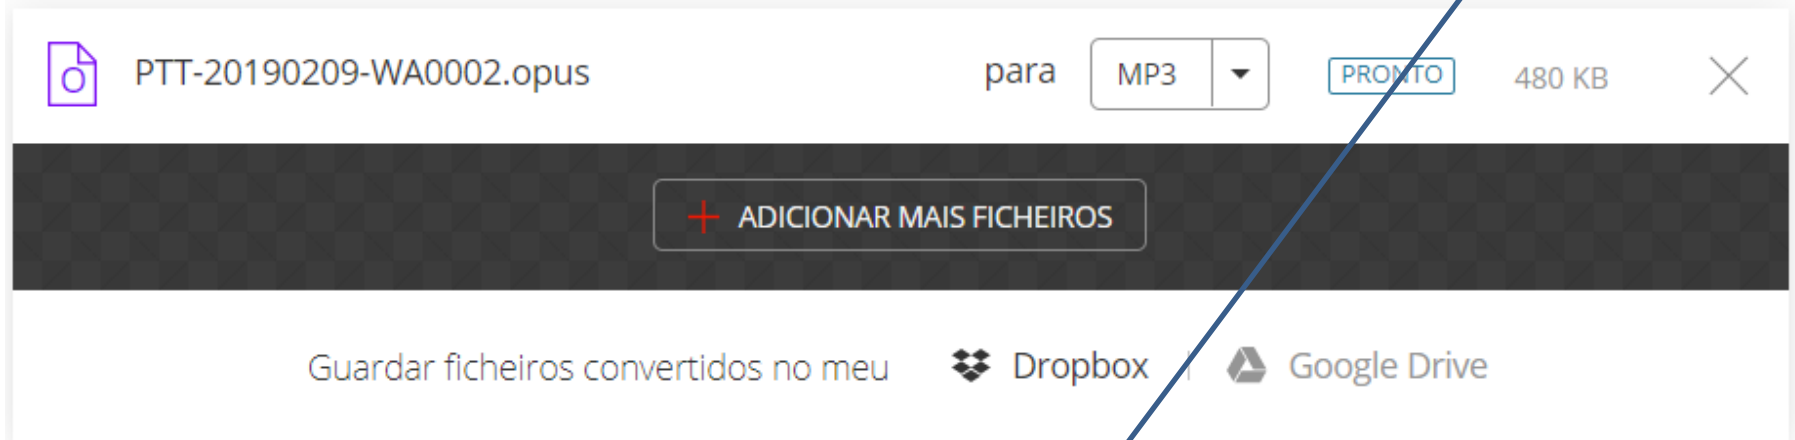 PTT-20190209-WA0002.opus para MP3 PRONTO 480 KB
ADICIONAR MAIS FICHEIROS
Guardar ficheiros convertidos no meu Dropbox | Google Drive